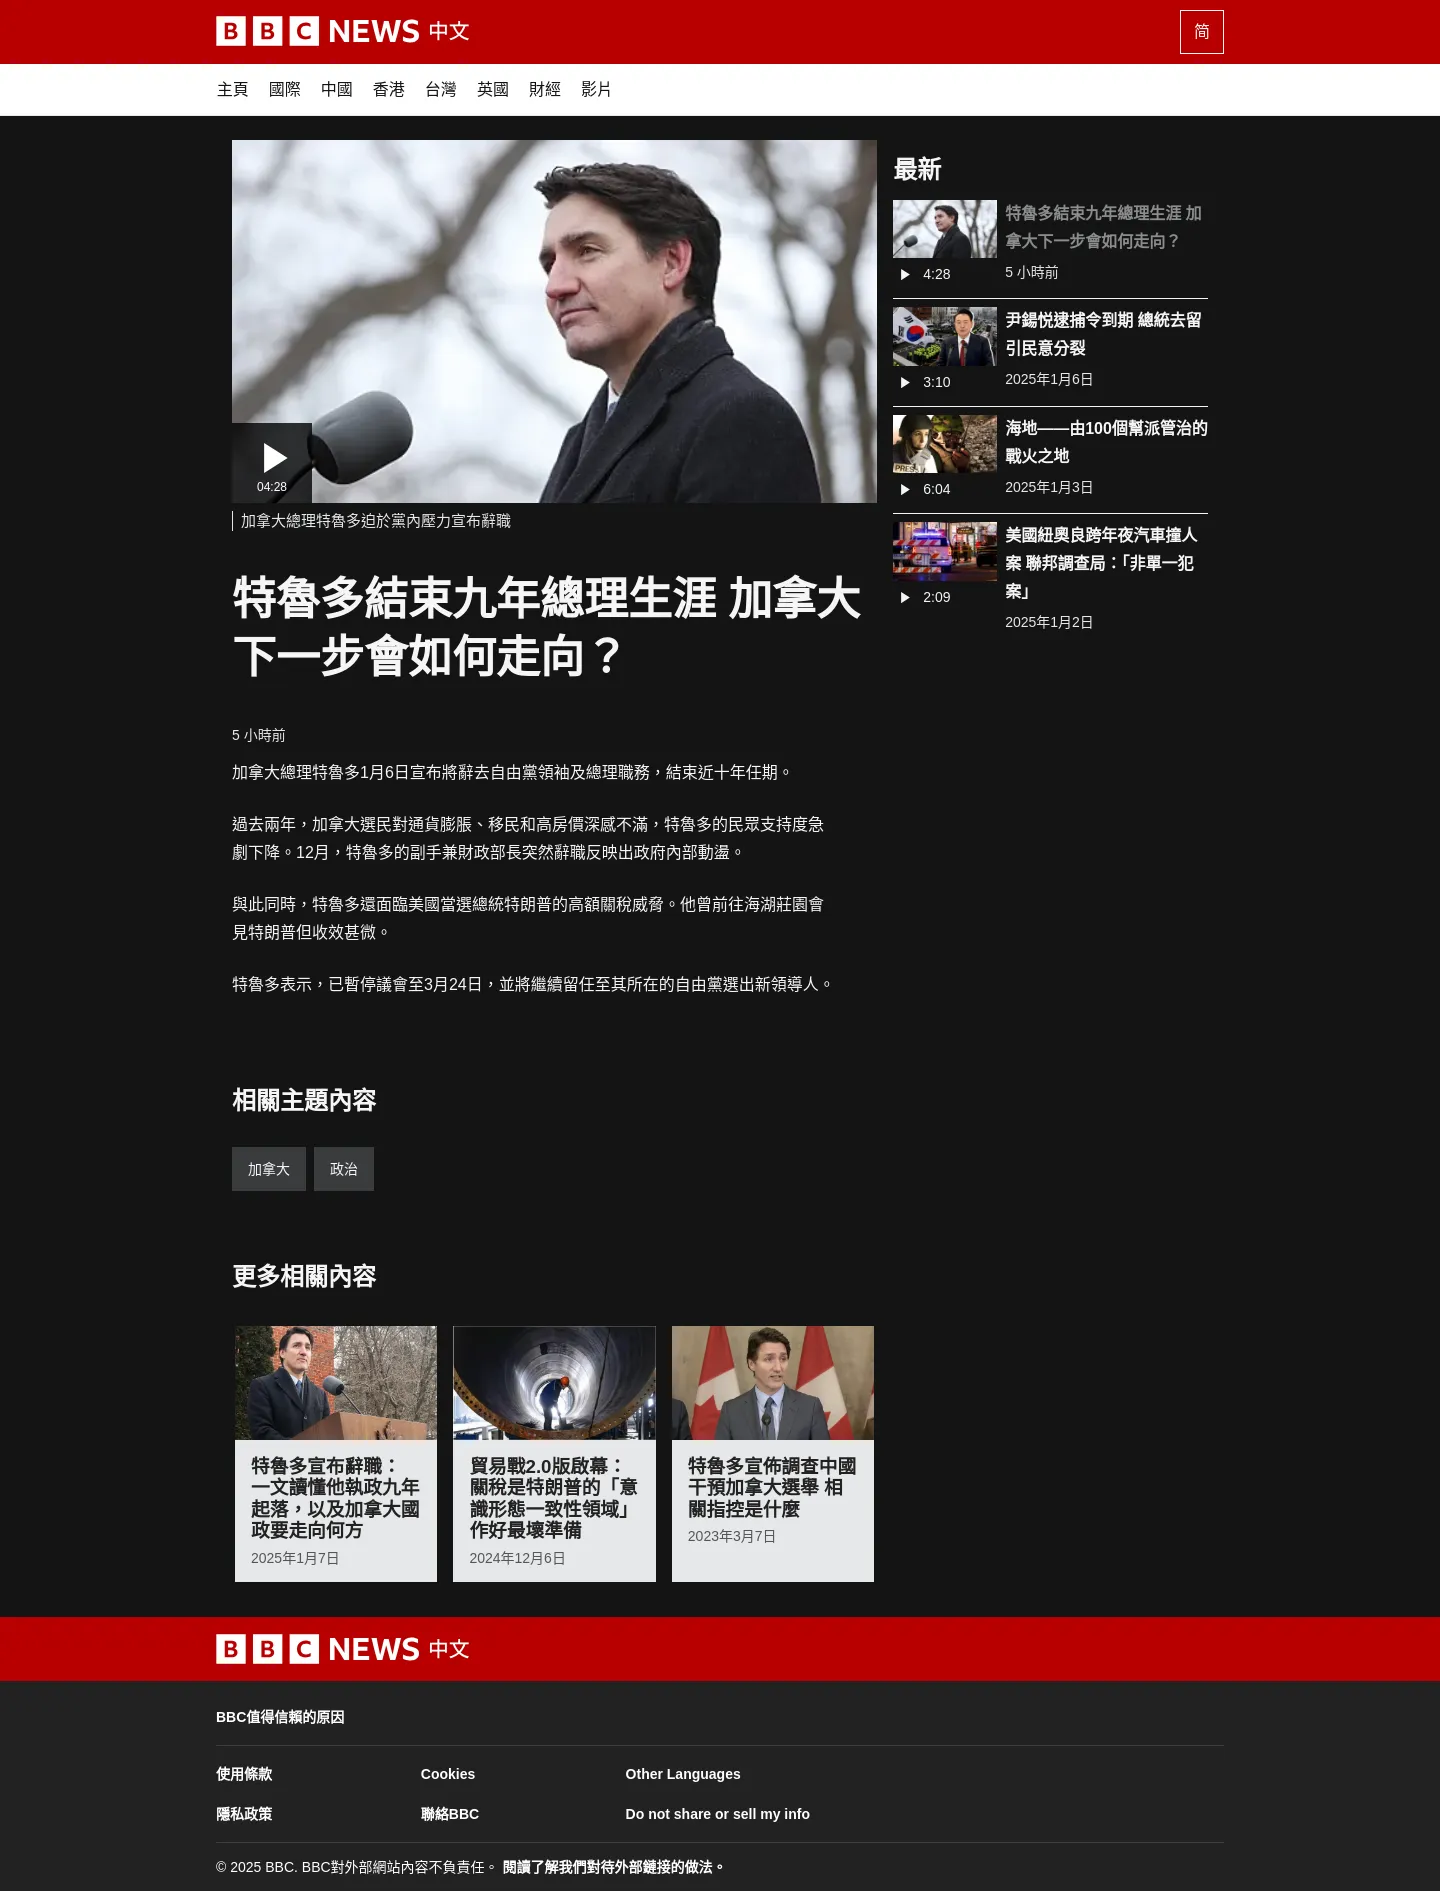 BBC NEWS 中文
简
主頁 國際 中國 香港 台灣 英國 財經 影片
04:28
加拿大總理特魯多迫於黨內壓力宣布辭職
特魯多結束九年總理生涯 加拿大
下一步會如何走向？
5 小時前
加拿大總理特魯多1月6日宣布將辭去自由黨領袖及總理職務，結束近十年任期。
過去兩年，加拿大選民對通貨膨脹、移民和高房價深感不滿，特魯多的民眾支持度急
劇下降。12月，特魯多的副手兼財政部長突然辭職反映出政府內部動盪。
與此同時，特魯多還面臨美國當選總統特朗普的高額關稅威脅。他曾前往海湖莊園會
見特朗普但收效甚微。
特魯多表示，已暫停議會至3月24日，並將繼續留任至其所在的自由黨選出新領導人。
最新
特魯多結束九年總理生涯 加
拿大下一步會如何走向？
4:28
5 小時前
尹錫悅逮捕令到期 總統去留
引民意分裂
3:10
2025年1月6日
PRESS
海地——由100個幫派管治的
戰火之地
6:04
2025年1月3日
美國紐奧良跨年夜汽車撞人
案 聯邦調查局：「非單一犯
案」
2:09
2025年1月2日
相關主題內容
加拿大 政治
更多相關內容
特魯多宣布辭職：
一文讀懂他執政九年
起落，以及加拿大國
政要走向何方
2025年1月7日
貿易戰2.0版啟幕：
關稅是特朗普的「意
識形態一致性領域」
作好最壞準備
2024年12月6日
特魯多宣佈調查中國
干預加拿大選舉 相
關指控是什麼
2023年3月7日
BBC NEWS 中文
BBC值得信賴的原因
使用條款 Cookies Other Languages
隱私政策 聯絡BBC Do not share or sell my info
© 2025 BBC. BBC對外部網站內容不負責任。 閱讀了解我們對待外部鏈接的做法。